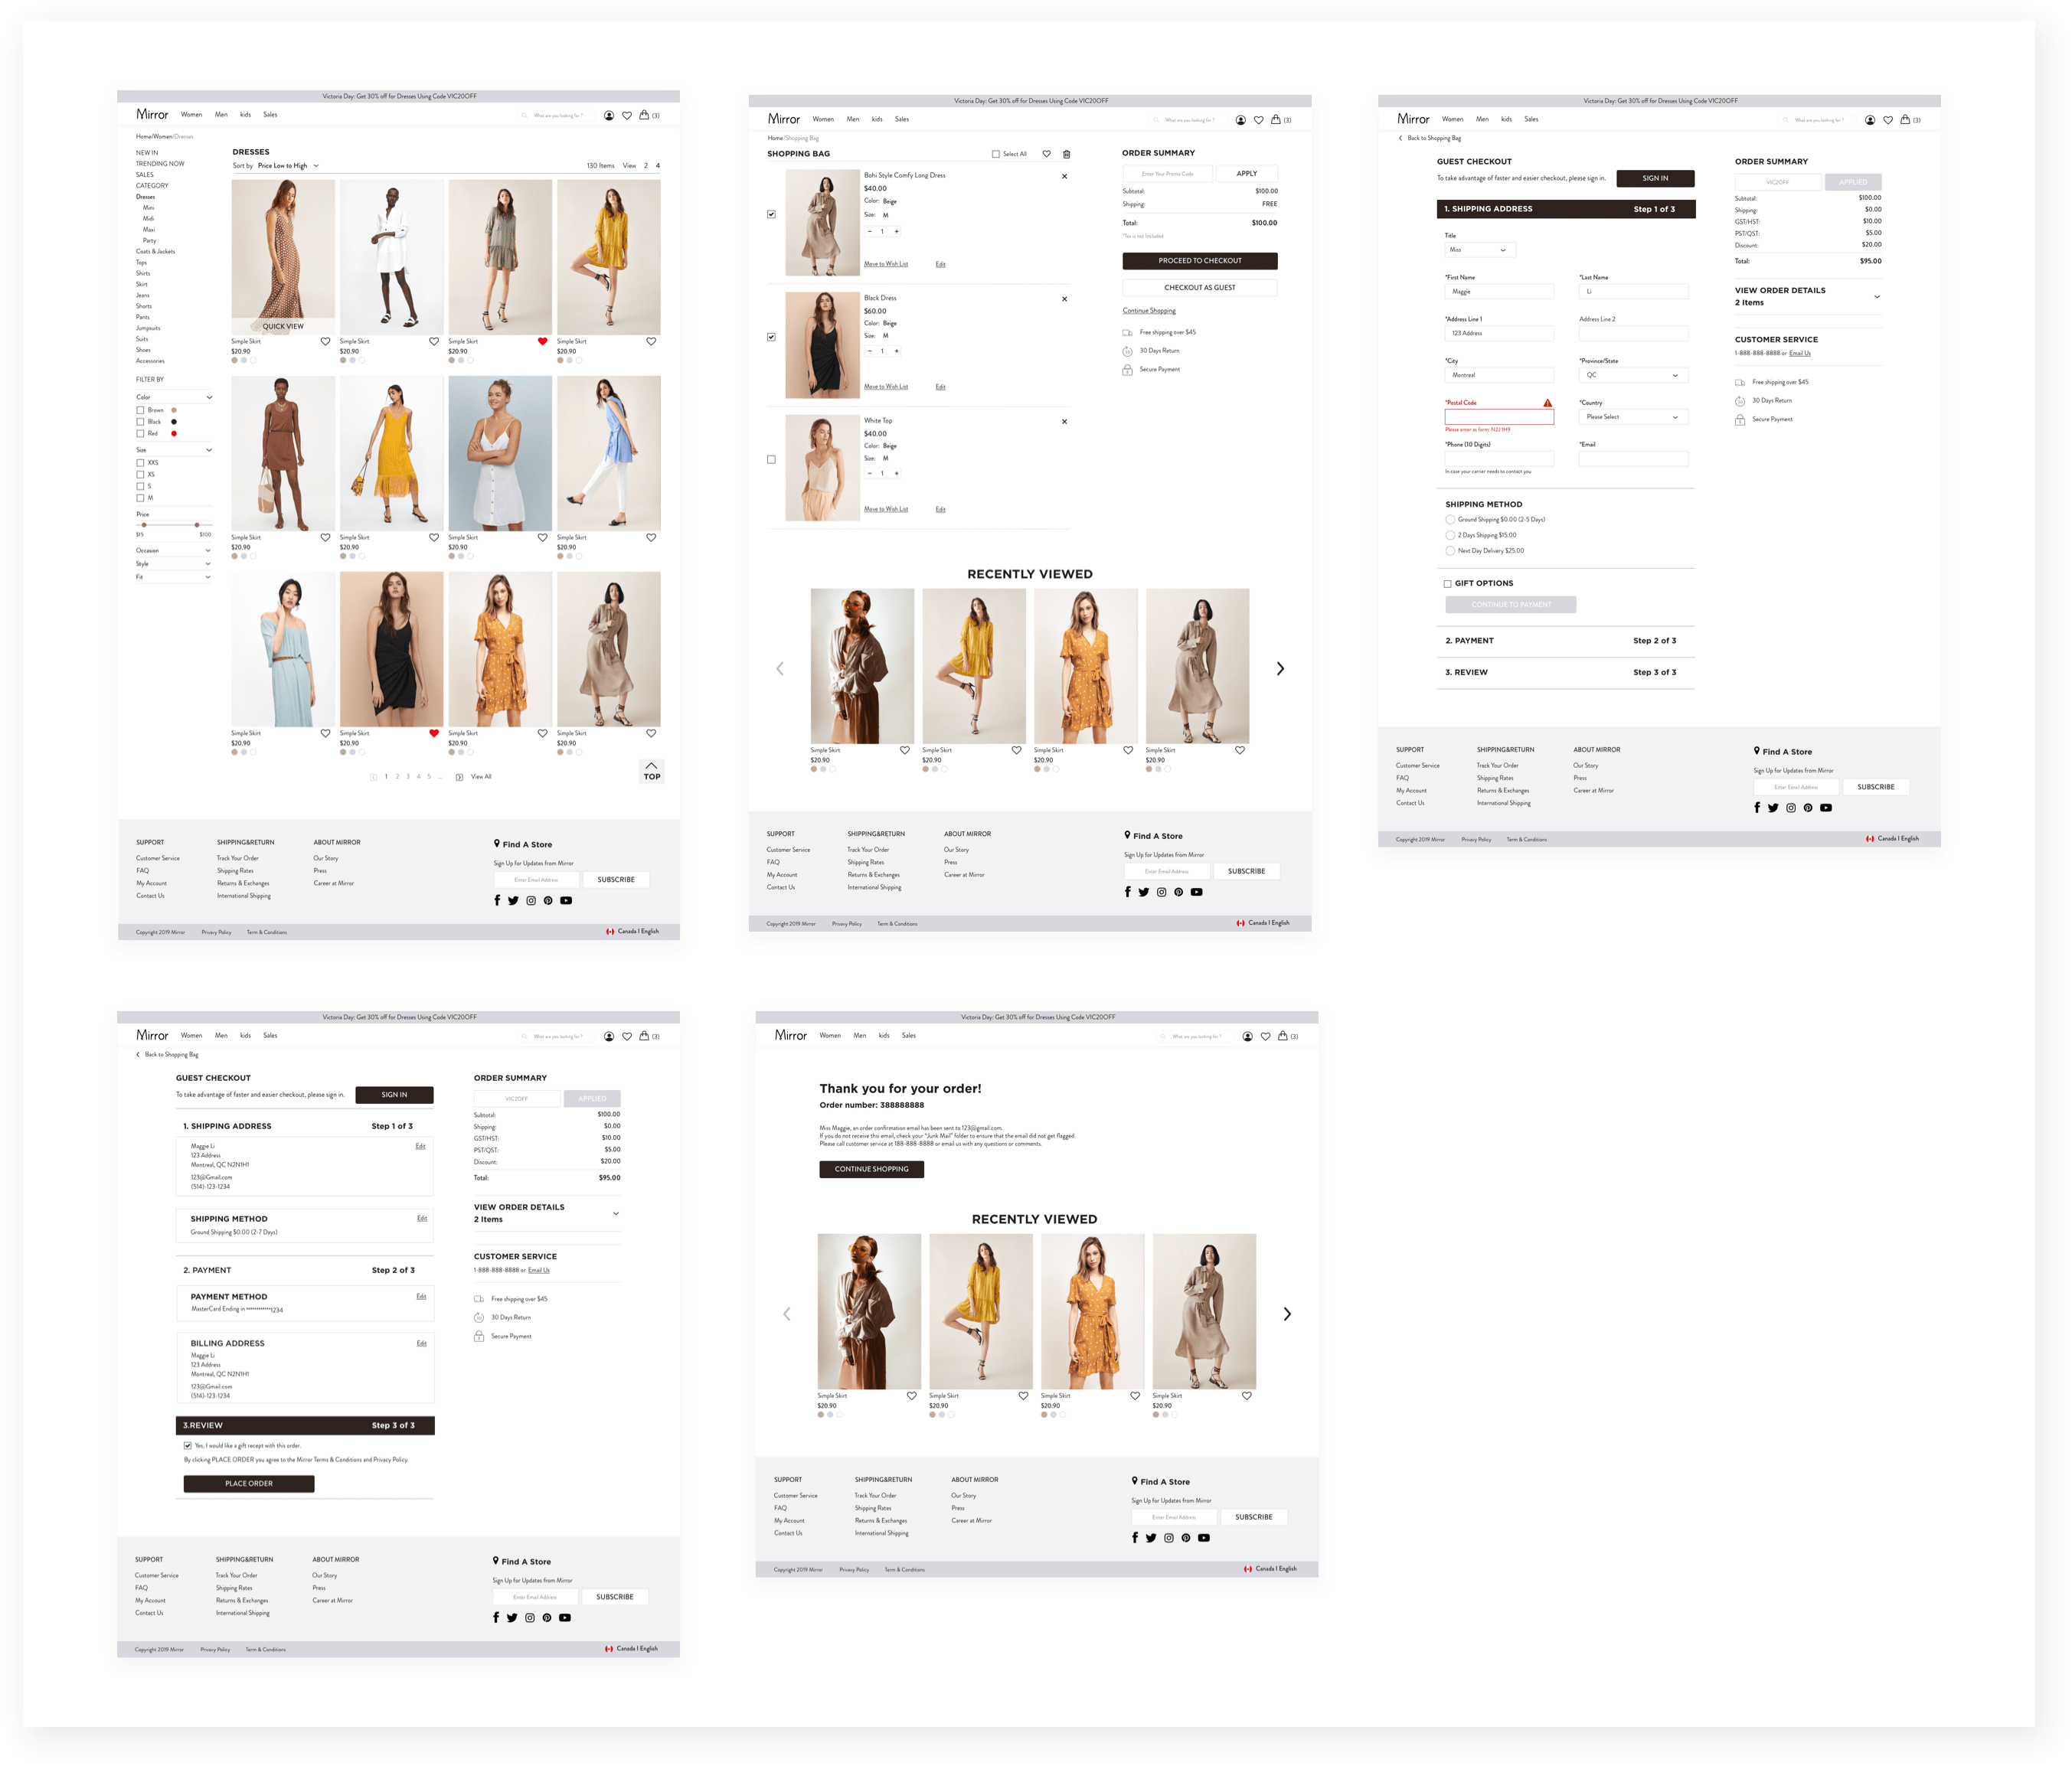 Victoria Day: Get 30% off for Dresses Using Code VIC20OFF
Mirror Women Men kids Sales What are you looking for ? (3)
Home/Women/Dresses
NEW IN
TRENDING NOW
SALES
CATEGORY
Dresses
Mini
Midi
Maxi
Party
Coats & Jackets
Tops
Shirts
Skirt
Jeans
Shorts
Pants
Jumpsuits
Suits
Shoes
Accessories
FILTER BY
Color
Brown
Black
Red
Size
XXS
XS
S
M
Price
$15 $100
Occasion
Style
Fit
DRESSES
Sort by Price Low to High 130 Items View 2 4
QUICK VIEW
Simple Skirt Simple Skirt Simple Skirt Simple Skirt
$20.90 $20.90 $20.90 $20.90
Simple Skirt Simple Skirt Simple Skirt Simple Skirt
$20.90 $20.90 $20.90 $20.90
Simple Skirt Simple Skirt Simple Skirt Simple Skirt
$20.90 $20.90 $20.90 $20.90
1 2 3 4 5 ... View All
TOP
SUPPORT SHIPPING&RETURN ABOUT MIRROR Find A Store
Customer Service Track Your Order Our Story Sign Up for Updates from Mirror
FAQ Shipping Rates Press
My Account Returns & Exchanges Career at Mirror Enter Email Address SUBSCRIBE
Contact Us International Shipping
Copyright 2019 Mirror Privacy Policy Term & Conditions Canada | English
Victoria Day: Get 30% off for Dresses Using Code VIC20OFF
Mirror Women Men kids Sales What are you looking for ? (3)
Home/Shopping Bag
SHOPPING BAG Select All
Bohi Style Comfy Long Dress
$40.00
Color: Beige
Size: M
- 1 +
Move to Wish List Edit
Black Dress
$60.00
Color: Beige
Size: M
- 1 +
Move to Wish List Edit
White Top
$40.00
Color: Beige
Size: M
- 1 +
Move to Wish List Edit
ORDER SUMMARY
Enter Your Promo Code APPLY
Subtotal: $100.00
Shipping: FREE
Total: $100.00
*Tax is not Included
PROCEED TO CHECKOUT
CHECKOUT AS GUEST
Continue Shopping
Free shipping over $45
30 Days Return
Secure Payment
RECENTLY VIEWED
Simple Skirt Simple Skirt Simple Skirt Simple Skirt
$20.90 $20.90 $20.90 $20.90
SUPPORT SHIPPING&RETURN ABOUT MIRROR Find A Store
Customer Service Track Your Order Our Story Sign Up for Updates from Mirror
FAQ Shipping Rates Press
My Account Returns & Exchanges Career at Mirror Enter Email Address SUBSCRIBE
Contact Us International Shipping
Copyright 2019 Mirror Privacy Policy Term & Conditions Canada | English
Victoria Day: Get 30% off for Dresses Using Code VIC20OFF
Mirror Women Men kids Sales What are you looking for ? (3)
Back to Shopping Bag
GUEST CHECKOUT
To take advantage of faster and easier checkout, please sign in. SIGN IN
1. SHIPPING ADDRESS Step 1 of 3
Title
Miss
*First Name *Last Name
Maggie Li
*Address Line 1 Address Line 2
123 Address
*City *Province/State
Montreal QC
*Postal Code *Country
Please Select
Please enter as form: N2J 1H9
*Phone (10 Digits) *Email
In case your carrier needs to contact you
SHIPPING METHOD
Ground Shipping $0.00 (2-5 Days)
2 Days Shipping $15.00
Next Day Delivery $25.00
GIFT OPTIONS
CONTINUE TO PAYMENT
2. PAYMENT Step 2 of 3
3. REVIEW Step 3 of 3
ORDER SUMMARY
VIC2OFF APPLIED
Subtotal: $100.00
Shipping: $0.00
GST/HST: $10.00
PST/QST: $5.00
Discount: $20.00
Total: $95.00
VIEW ORDER DETAILS
2 Items
CUSTOMER SERVICE
1-888-888-8888 or Email Us
Free shipping over $45
30 Days Return
Secure Payment
SUPPORT SHIPPING&RETURN ABOUT MIRROR Find A Store
Customer Service Track Your Order Our Story Sign Up for Updates from Mirror
FAQ Shipping Rates Press
My Account Returns & Exchanges Career at Mirror Enter Email Address SUBSCRIBE
Contact Us International Shipping
Copyright 2019 Mirror Privacy Policy Term & Conditions Canada | English
Victoria Day: Get 30% off for Dresses Using Code VIC20OFF
Mirror Women Men kids Sales What are you looking for ? (3)
Back to Shopping Bag
GUEST CHECKOUT
To take advantage of faster and easier checkout, please sign in. SIGN IN
1. SHIPPING ADDRESS Step 1 of 3
Maggie Li Edit
123 Address
Montreal, QC N2N1H1
123@Gmail.com
(514)-123-1234
SHIPPING METHOD Edit
Ground Shipping $0.00 (2-7 Days)
2. PAYMENT Step 2 of 3
PAYMENT METHOD Edit
MasterCard Ending in ************1234
BILLING ADDRESS Edit
Maggie Li
123 Address
Montreal, QC N2N1H1
123@Gmail.com
(514)-123-1234
3.REVIEW Step 3 of 3
Yes, I would like a gift recept with this order.
By clicking PLACE ORDER you agree to the Mirror Terms & Conditions and Privacy Policy.
PLACE ORDER
ORDER SUMMARY
VIC2OFF APPLIED
Subtotal: $100.00
Shipping: $0.00
GST/HST: $10.00
PST/QST: $5.00
Discount: $20.00
Total: $95.00
VIEW ORDER DETAILS
2 Items
CUSTOMER SERVICE
1-888-888-8888 or Email Us
Free shipping over $45
30 Days Return
Secure Payment
SUPPORT SHIPPING&RETURN ABOUT MIRROR Find A Store
Customer Service Track Your Order Our Story Sign Up for Updates from Mirror
FAQ Shipping Rates Press
My Account Returns & Exchanges Career at Mirror Enter Email Address SUBSCRIBE
Contact Us International Shipping
Copyright 2019 Mirror Privacy Policy Term & Conditions Canada | English
Victoria Day: Get 30% off for Dresses Using Code VIC20OFF
Mirror Women Men kids Sales What are you looking for ? (3)
Thank you for your order!
Order number: 388888888
Miss Maggie, an order confirmation email has been sent to 123@gmail.com.
If you do not receive this email, check your "Junk Mail" folder to ensure that the email did not get flagged.
Please call customer service at 188-888-8888 or email us with any questions or comments.
CONTINUE SHOPPING
RECENTLY VIEWED
Simple Skirt Simple Skirt Simple Skirt Simple Skirt
$20.90 $20.90 $20.90 $20.90
SUPPORT SHIPPING&RETURN ABOUT MIRROR Find A Store
Customer Service Track Your Order Our Story Sign Up for Updates from Mirror
FAQ Shipping Rates Press
My Account Returns & Exchanges Career at Mirror Enter Email Address SUBSCRIBE
Contact Us International Shipping
Copyright 2019 Mirror Privacy Policy Term & Conditions Canada | English